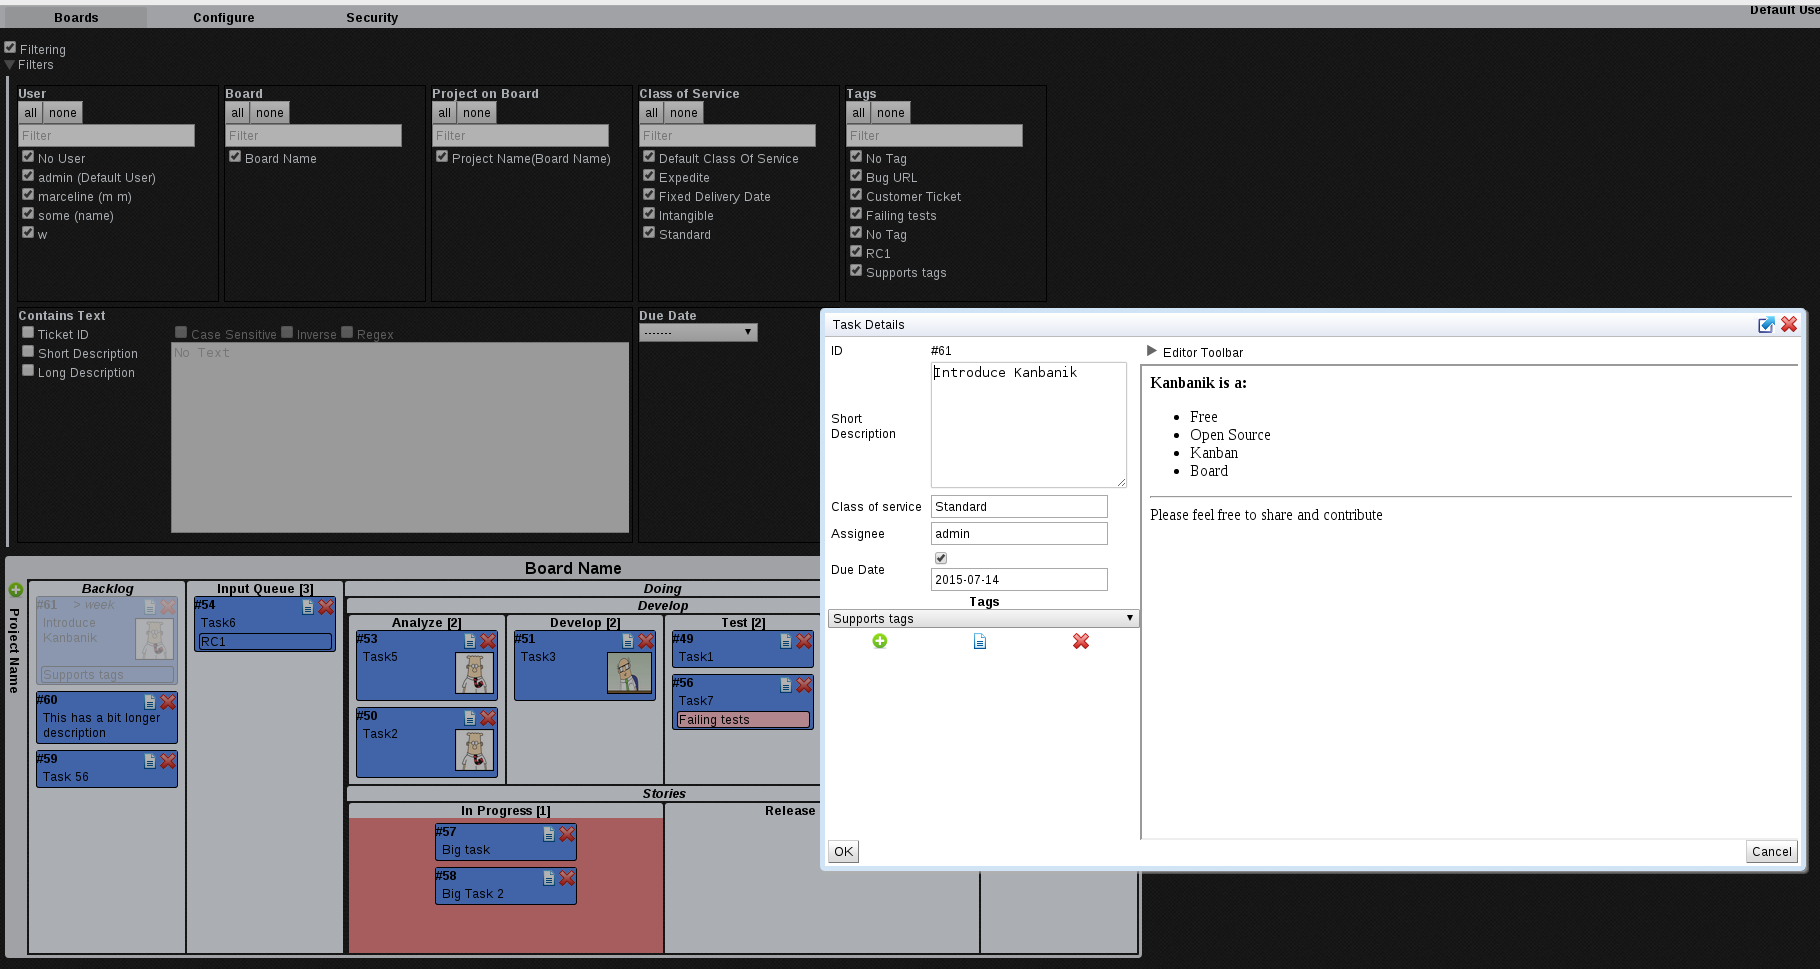 Boards Configure Security Default Use
Filtering
Filters
User
all none
Filter
No User
admin (Default User)
marceline (m m)
some (name)
w
Board
all none
Filter
Board Name
Project on Board
all none
Filter
Project Name(Board Name)
Class of Service
all none
Filter
Default Class Of Service
Expedite
Fixed Delivery Date
Intangible
Standard
Tags
all none
Filter
No Tag
Bug URL
Customer Ticket
Failing tests
No Tag
RC1
Supports tags
Contains Text
Ticket ID
Short Description
Long Description
Case Sensitive Inverse Regex
No Text
Due Date
-------
Task Details
ID #61
Short
Description
Introduce Kanbanik
Class of service Standard
Assignee admin
Due Date
2015-07-14
Tags
Supports tags
OK
Editor Toolbar
Kanbanik is a:
Free
Open Source
Kanban
Board
Please feel free to share and contribute
Cancel
Board Name
Project Name
Backlog
#61 > week
Introduce
Kanbanik
Supports tags
#60
This has a bit longer
description
#59
Task 56
Input Queue [3]
#54
Task6
RC1
Doing
Develop
Analyze [2]
#53
Task5
#50
Task2
Develop [2]
#51
Task3
Test [2]
#49
Task1
#56
Task7
Failing tests
Stories
In Progress [1]
#57
Big task
#58
Big Task 2
Release